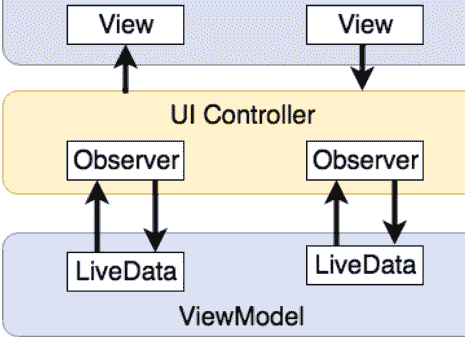 View
View
UI Controller
Observer
Observer
LiveData
LiveData
ViewModel